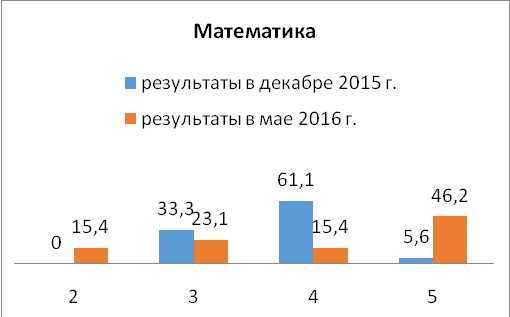 Математика
результаты в декабре 2015 г.
результаты в мае 2016 г.
0 15,4 33,3 23,1 61,1 15,4 5,6 46,2
2 3 4 5